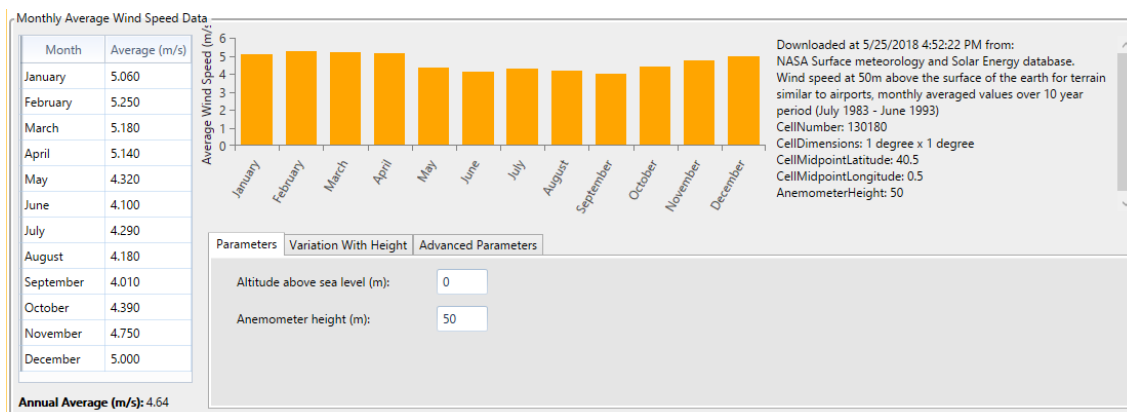 Monthly Average Wind Speed Data
Month Average (m/s)
January 5.060
February 5.250
March 5.180
April 5.140
May 4.320
June 4.100
July 4.290
August 4.180
September 4.010
October 4.390
November 4.750
December 5.000
Annual Average (m/s): 4.64
Average Wind Speed (m/s
6
5
4
3
2
1
0
January
February
March
April
May
June
July
August
September
October
November
December
Downloaded at 5/25/2018 4:52:22 PM from:
NASA Surface meteorology and Solar Energy database.
Wind speed at 50m above the surface of the earth for terrain
similar to airports, monthly averaged values over 10 year
period (July 1983 - June 1993)
CellNumber: 130180
CellDimensions: 1 degree x 1 degree
CellMidpointLatitude: 40.5
CellMidpointLongitude: 0.5
AnemometerHeight: 50
Parameters Variation With Height Advanced Parameters
Altitude above sea level (m): 0
Anemometer height (m): 50